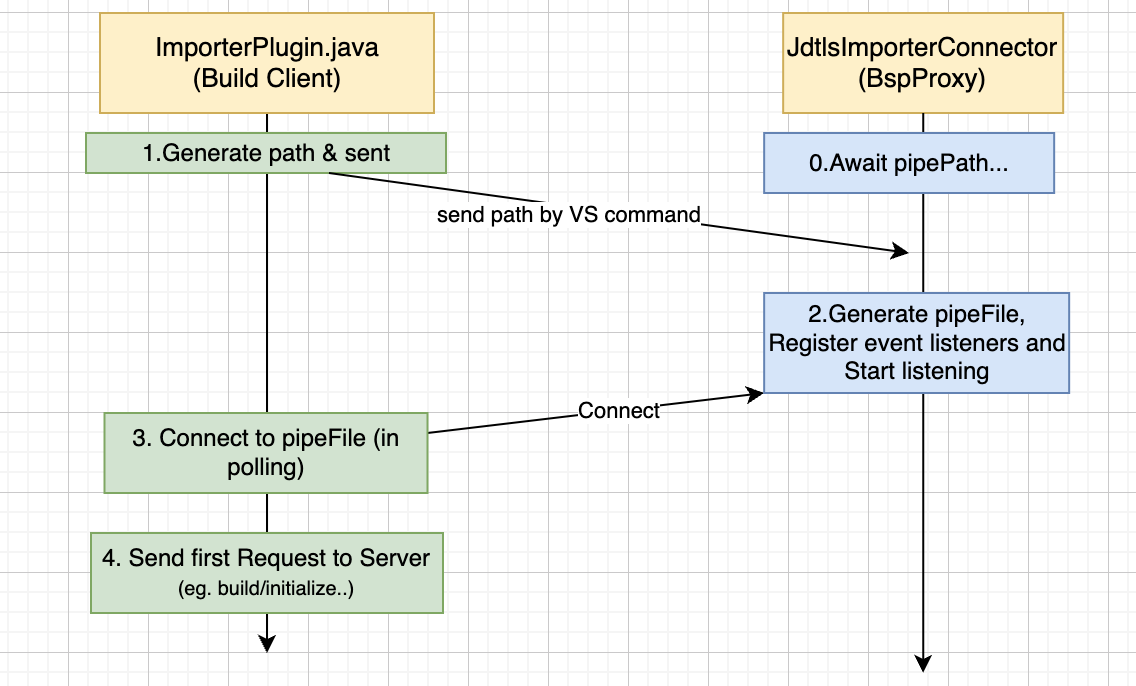 ImporterPlugin.java
(Build Client)
JdtlsImporterConnector
(BspProxy)
1.Generate path & sent
0.Await pipePath...
send path by VS command
2.Generate pipeFile,
Register event listeners and
Start listening
Connect
3. Connect to pipeFile (in
polling)
4. Send first Request to Server
(eg. build/initialize..)